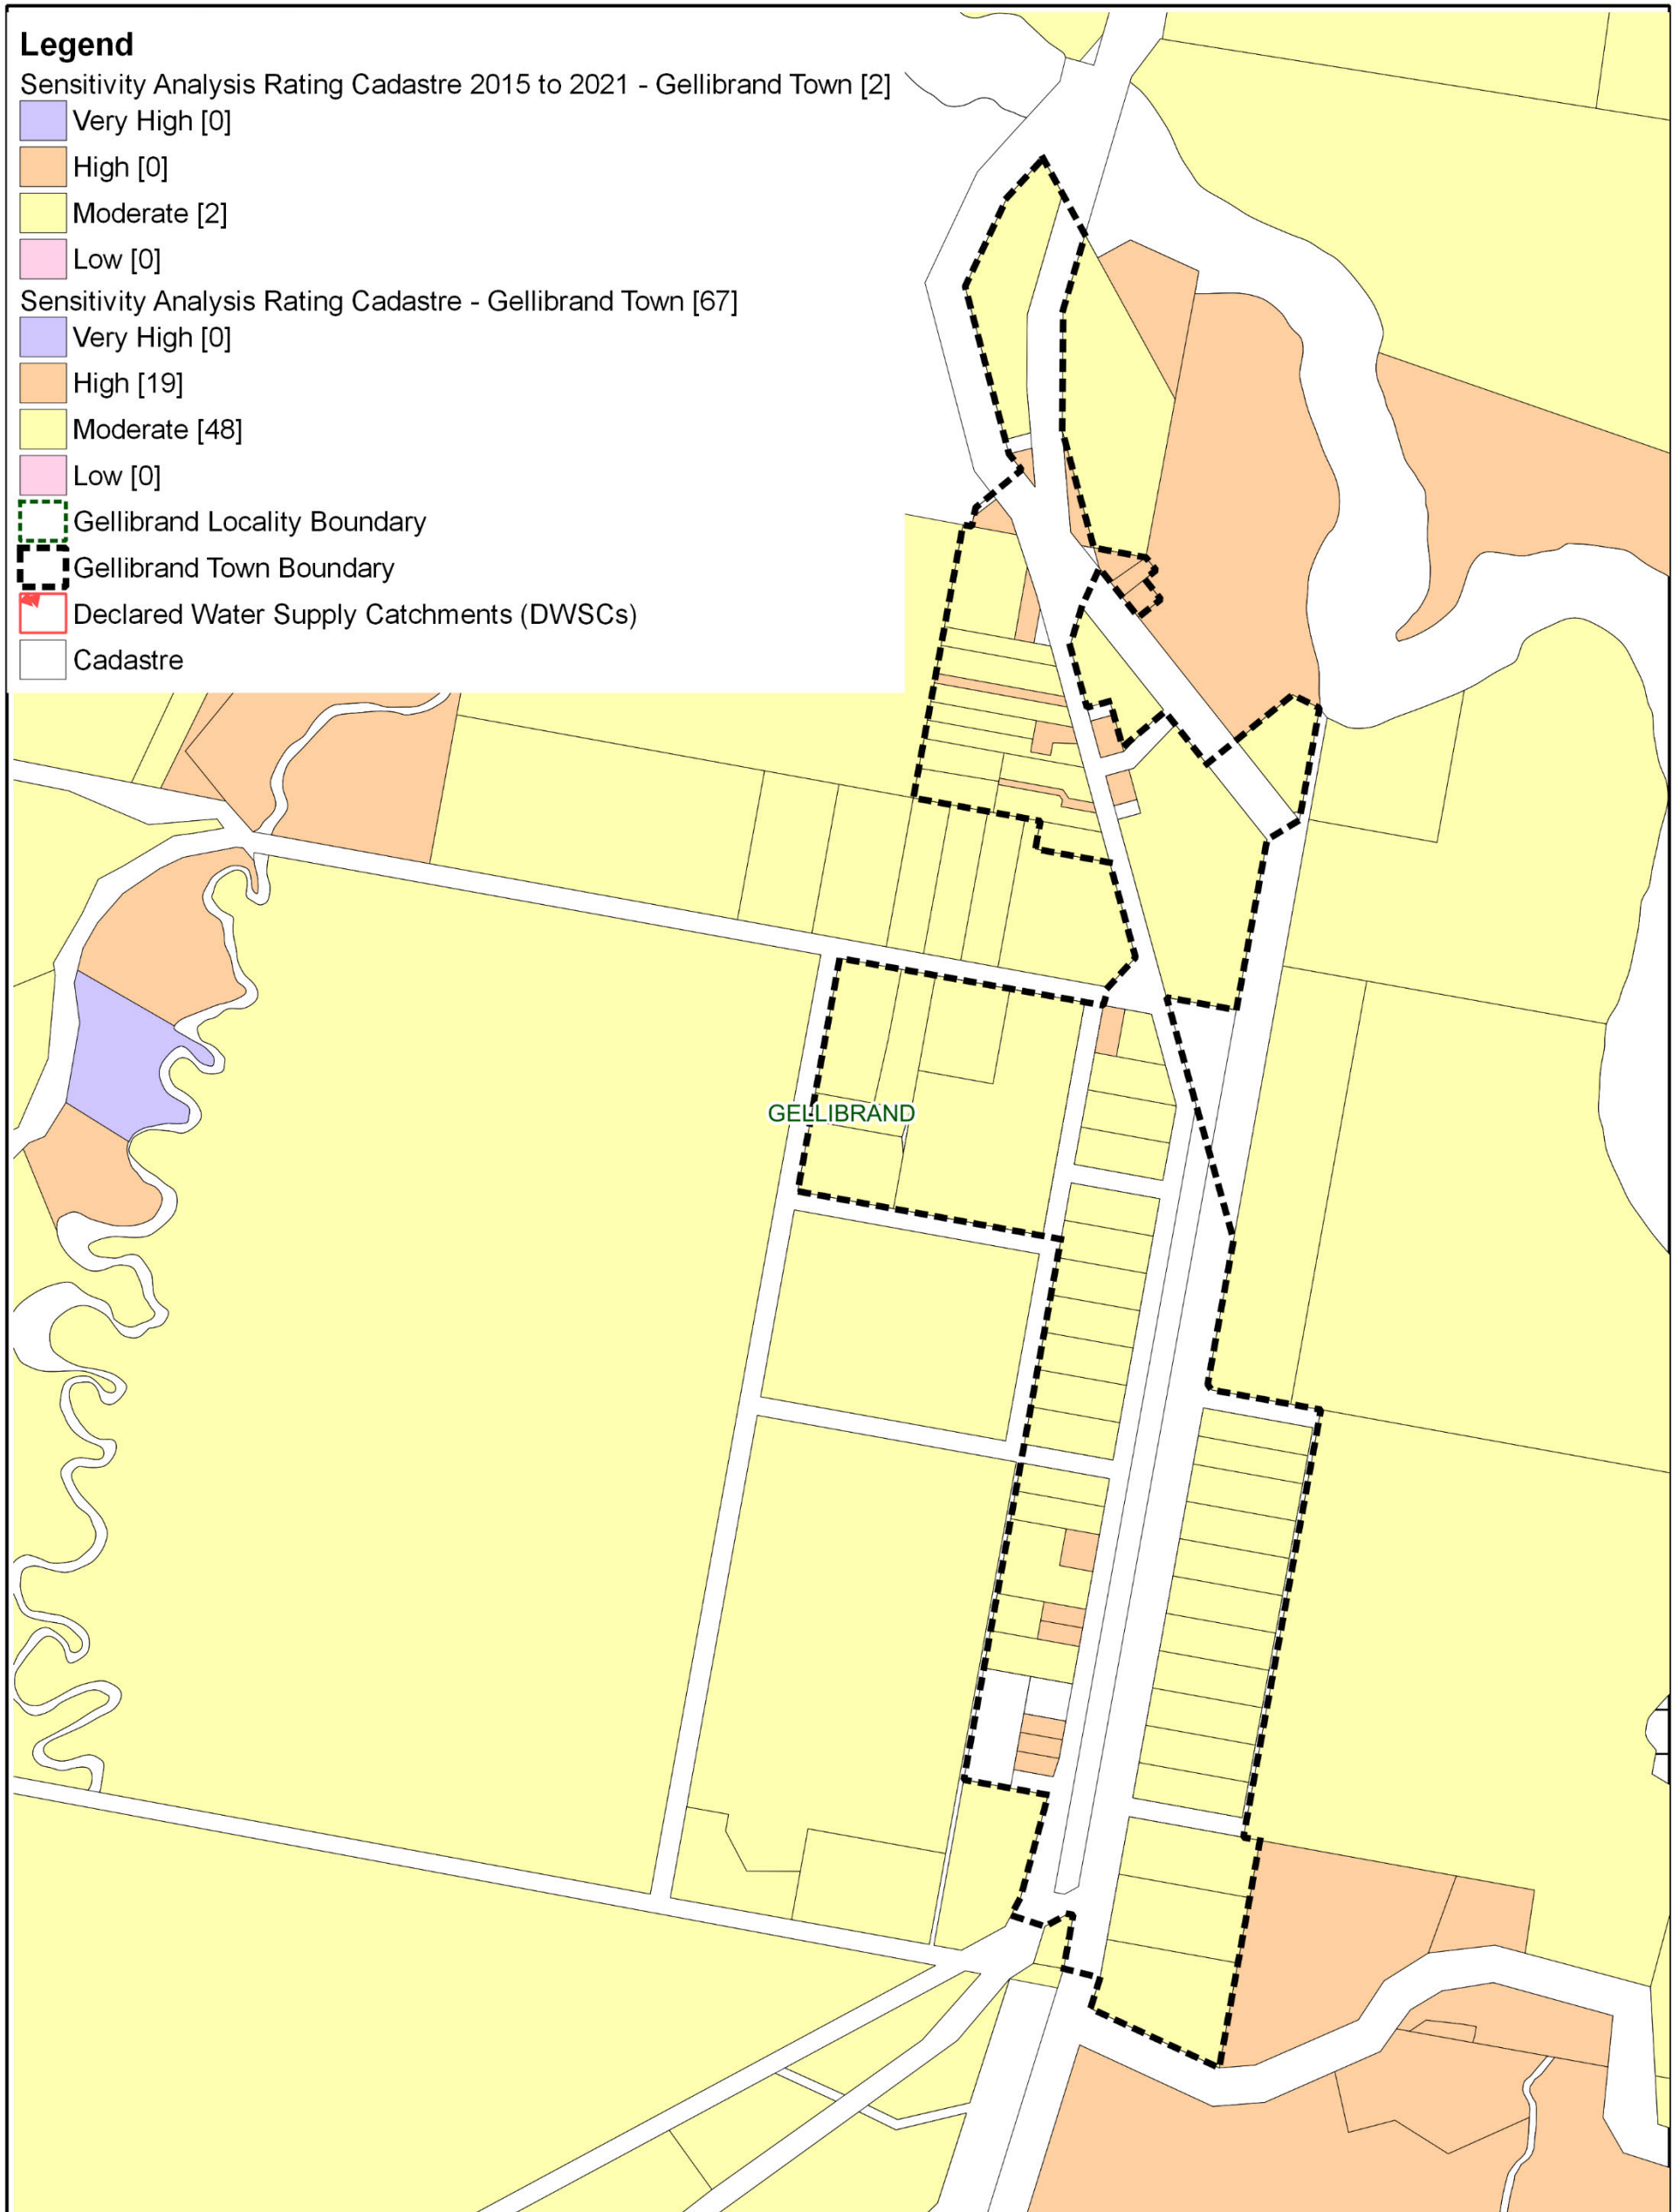 Legend
Sensitivity Analysis Rating Cadastre 2015 to 2021 - Gellibrand Town [2]
Very High [0]
High [0]
Moderate [2]
Low [0]
Sensitivity Analysis Rating Cadastre - Gellibrand Town [67]
Very High [0]
High [19]
Moderate [48]
Low [0]
Gellibrand Locality Boundary
Gellibrand Town Boundary
Declared Water Supply Catchments (DWSCs)
Cadastre
GELLIBRAND